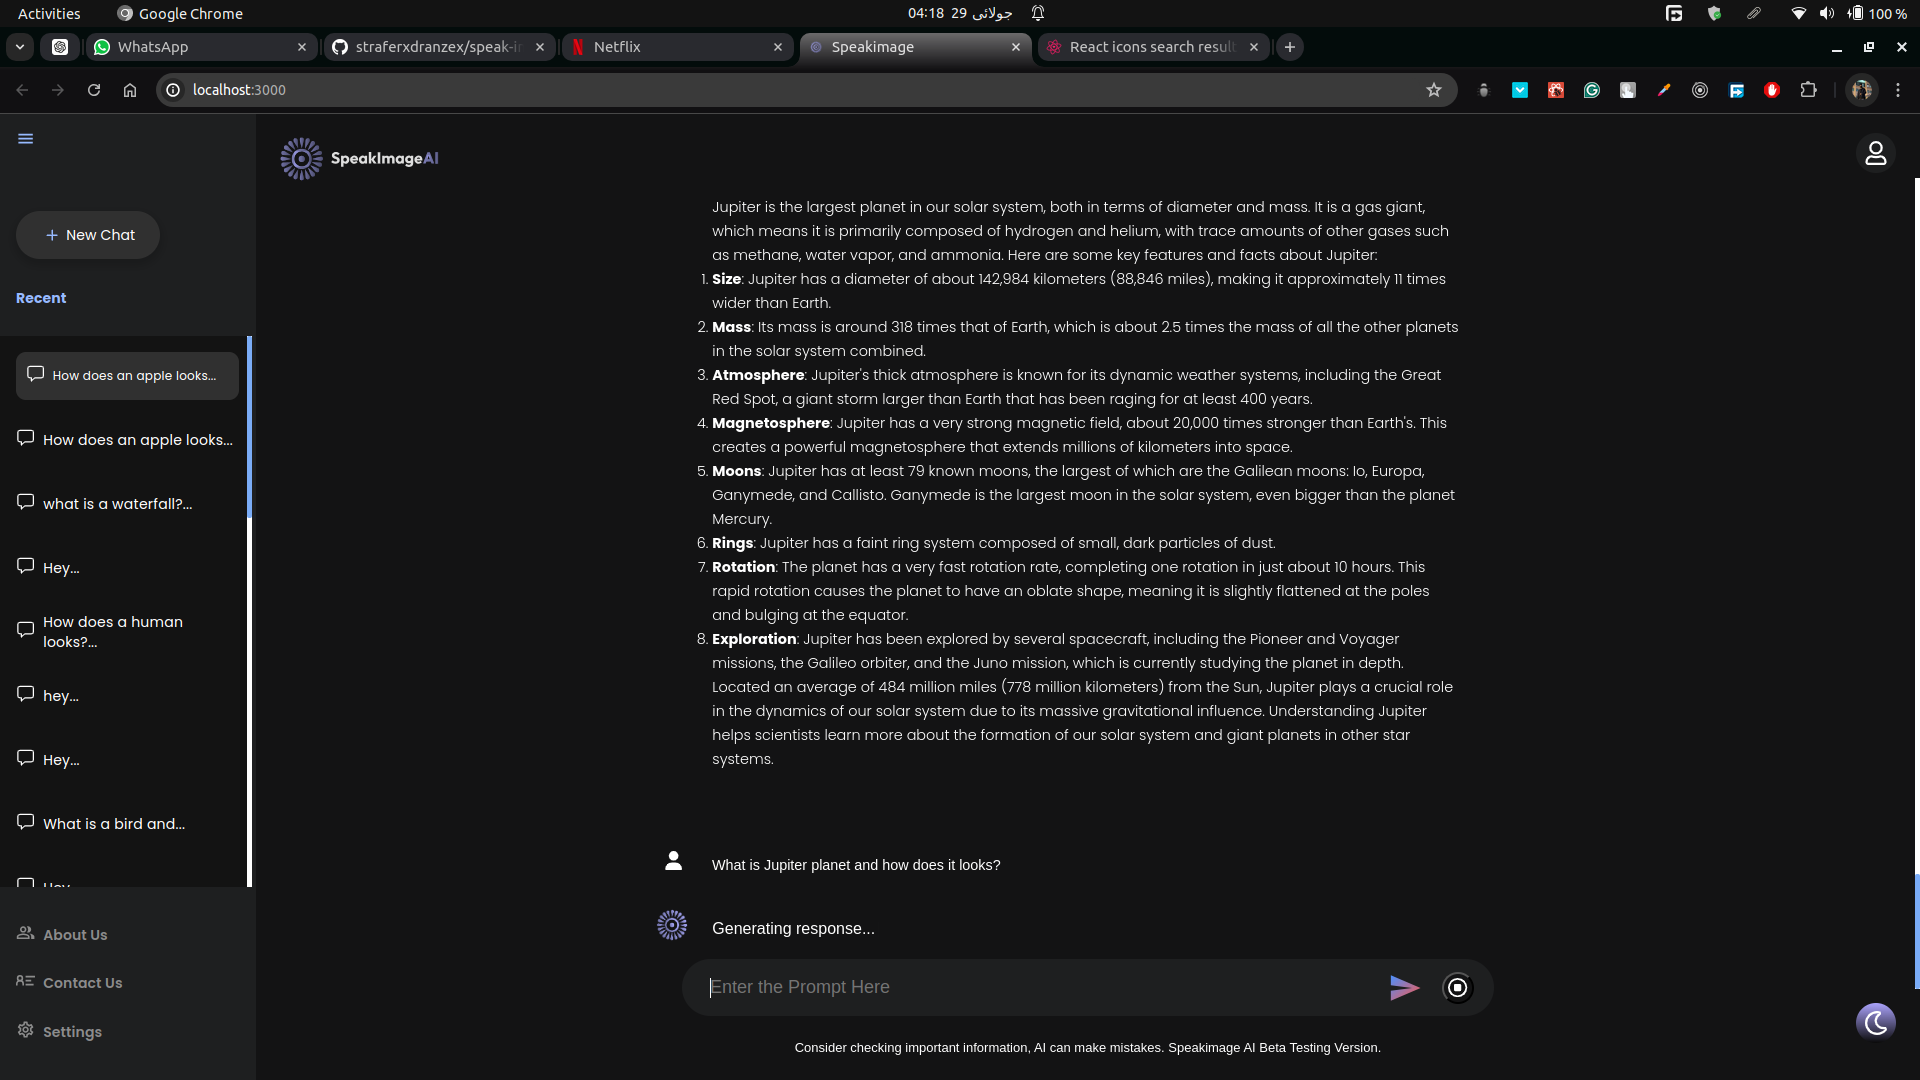 Activities
Google Chrome
04:18 29 جولائی
100 %
WhatsApp
straferxdranzex/speak-i
Netflix
Speakimage
React icons search result
localhost:3000
SpeakImageAI
New Chat
Recent
How does an apple looks...
How does an apple looks...
what is a waterfall?...
Hey...
How does a human
looks?...
hey...
Hey...
What is a bird and...
About Us
Contact Us
Settings
Jupiter is the largest planet in our solar system, both in terms of diameter and mass. It is a gas giant,
which means it is primarily composed of hydrogen and helium, with trace amounts of other gases such
as methane, water vapor, and ammonia. Here are some key features and facts about Jupiter:
1. Size: Jupiter has a diameter of about 142,984 kilometers (88,846 miles), making it approximately 11 times
wider than Earth.
2. Mass: Its mass is around 318 times that of Earth, which is about 2.5 times the mass of all the other planets
in the solar system combined.
3. Atmosphere: Jupiter's thick atmosphere is known for its dynamic weather systems, including the Great
Red Spot, a giant storm larger than Earth that has been raging for at least 400 years.
4. Magnetosphere: Jupiter has a very strong magnetic field, about 20,000 times stronger than Earth's. This
creates a powerful magnetosphere that extends millions of kilometers into space.
5. Moons: Jupiter has at least 79 known moons, the largest of which are the Galilean moons: Io, Europa,
Ganymede, and Callisto. Ganymede is the largest moon in the solar system, even bigger than the planet
Mercury.
6. Rings: Jupiter has a faint ring system composed of small, dark particles of dust.
7. Rotation: The planet has a very fast rotation rate, completing one rotation in just about 10 hours. This
rapid rotation causes the planet to have an oblate shape, meaning it is slightly flattened at the poles
and bulging at the equator.
8. Exploration: Jupiter has been explored by several spacecraft, including the Pioneer and Voyager
missions, the Galileo orbiter, and the Juno mission, which is currently studying the planet in depth.
Located an average of 484 million miles (778 million kilometers) from the Sun, Jupiter plays a crucial role
in the dynamics of our solar system due to its massive gravitational influence. Understanding Jupiter
helps scientists learn more about the formation of our solar system and giant planets in other star
systems.
What is Jupiter planet and how does it looks?
Generating response...
Enter the Prompt Here
Consider checking important information, AI can make mistakes. Speakimage AI Beta Testing Version.